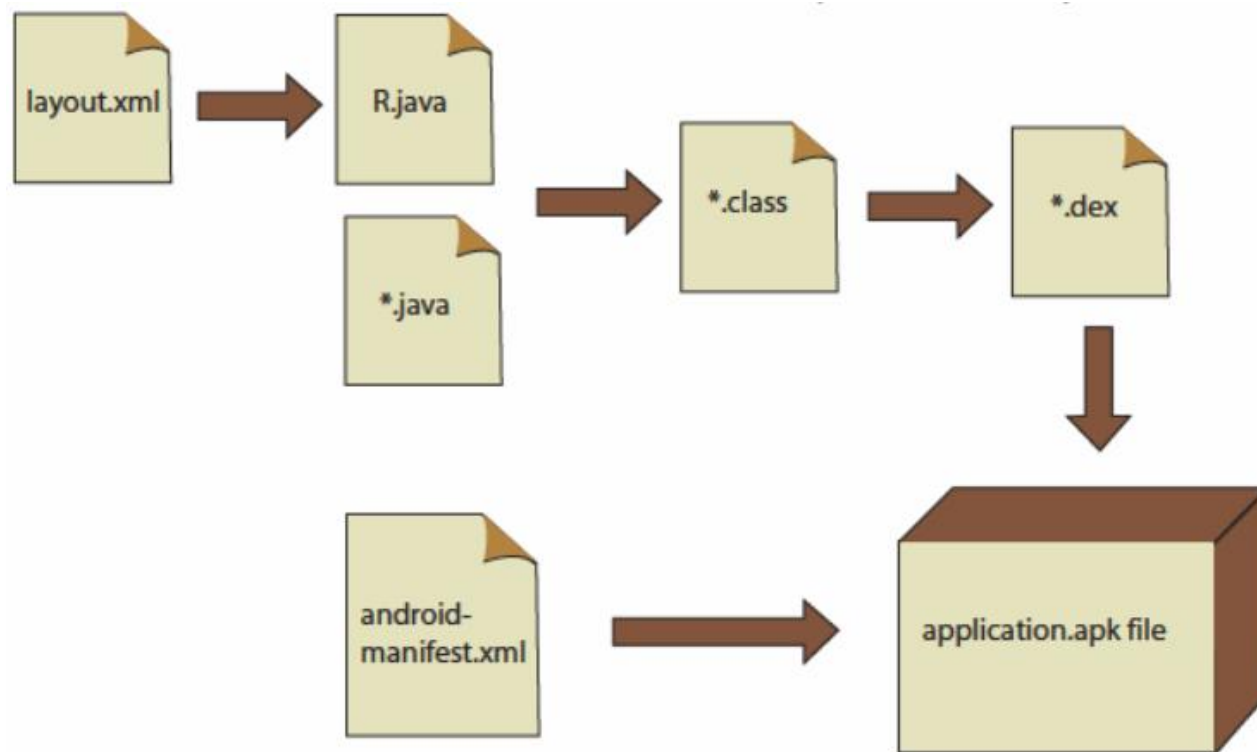 layout.xml
R.java
*.java
*.class
*.dex
android-
manifest.xml
application.apk file